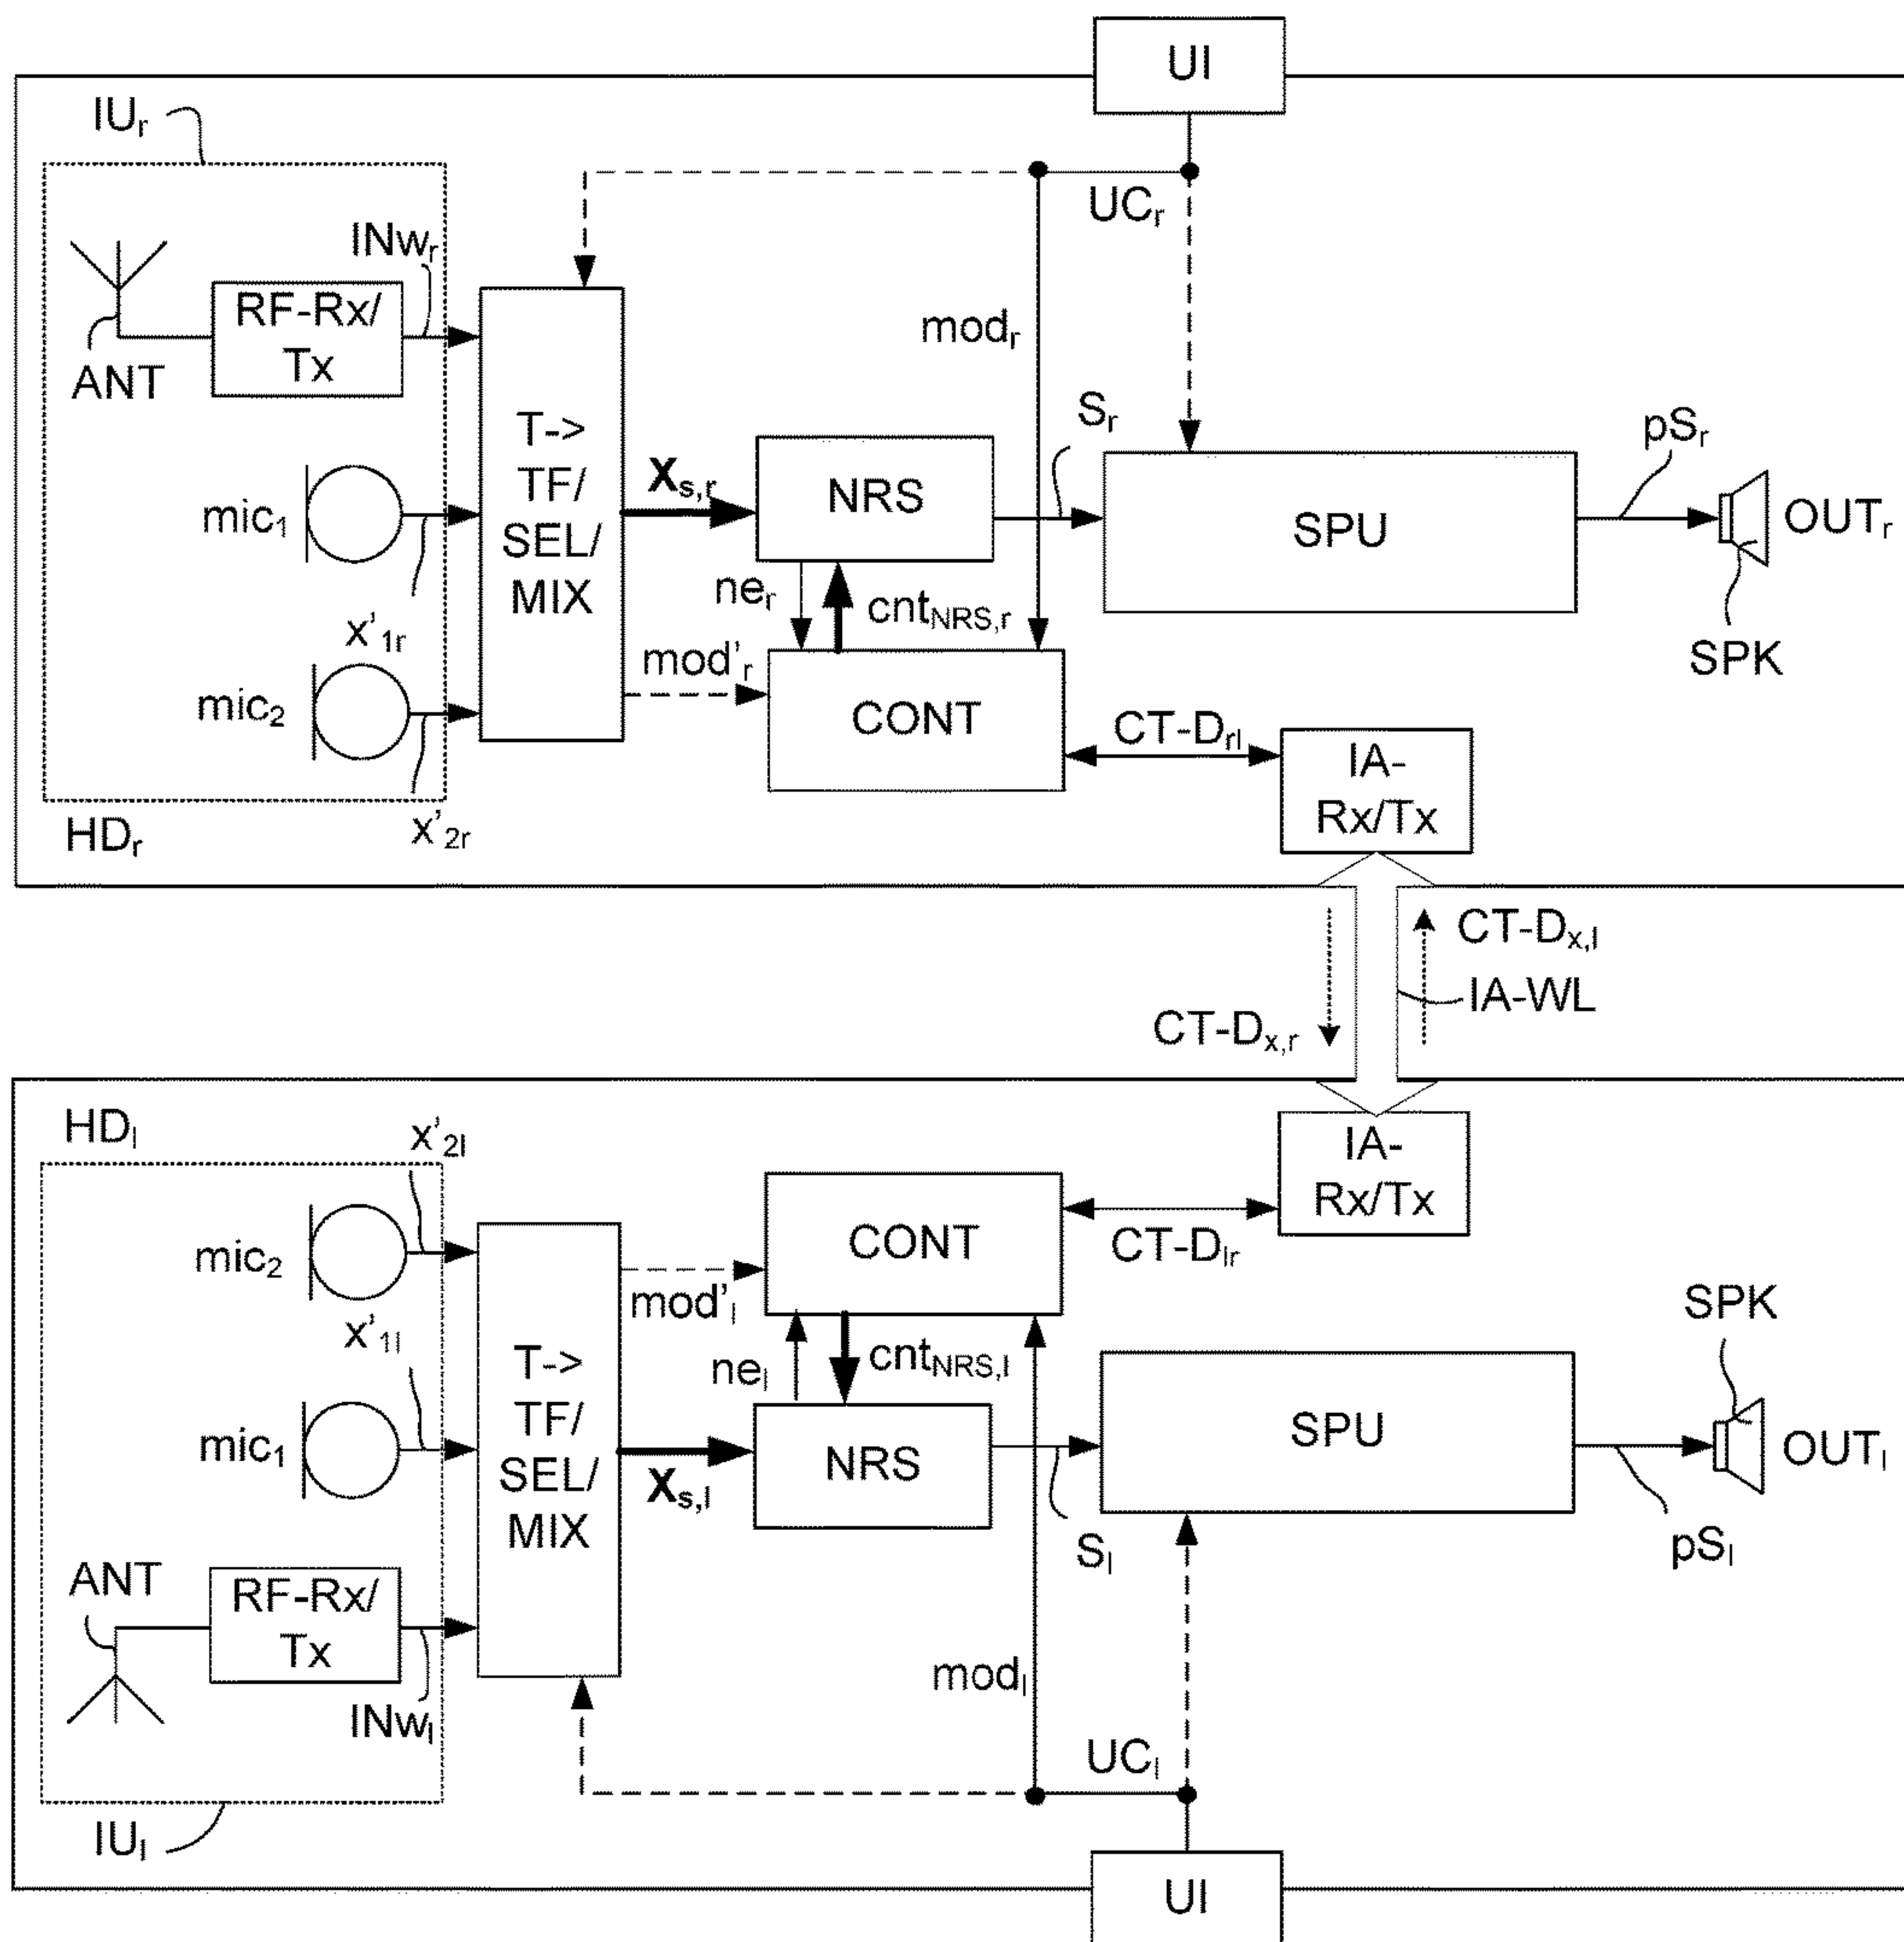 UI
IUr
UCr
INwr
RF-Rx/
Tx
ANT
modr
T->
TF/
SEL/
MIX
Sr
pSr
Xs,r
NRS
mic1
SPU
OUTr
ner
cntNRS,r
x'1r
mod'r
SPK
mic2
CONT
CT-Drl
IA-
Rx/Tx
HDr
x'2r
CT-Dx,l
IA-WL
CT-Dx,r
HDl
x'2l
IA-
Rx/Tx
mic2
CONT
CT-Dlr
mod'l
x'1l
SPK
nel
cntNRS,l
T->
TF/
SEL/
MIX
mic1
SPU
NRS
OUTl
Xs,l
Sl
pSl
ANT
RF-Rx/
Tx
modl
INwl
UCl
IUl
UI